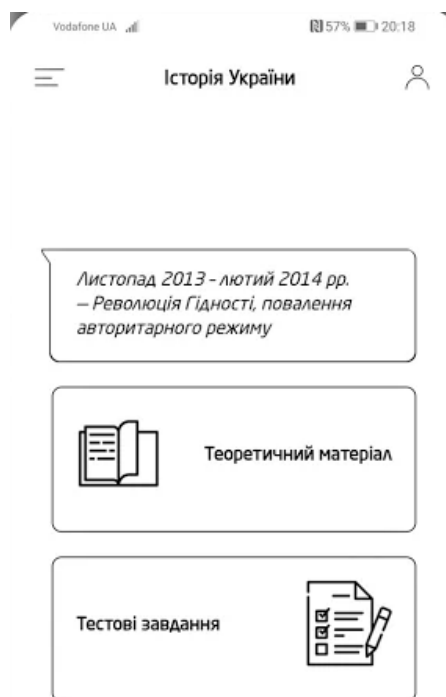 Vodafone UA 57% 20:18
Історія України
Листопад 2013 - лютий 2014 рр.
— Революція Гідності, повалення
авторитарного режиму
Теоретичний матеріал
Тестові завдання